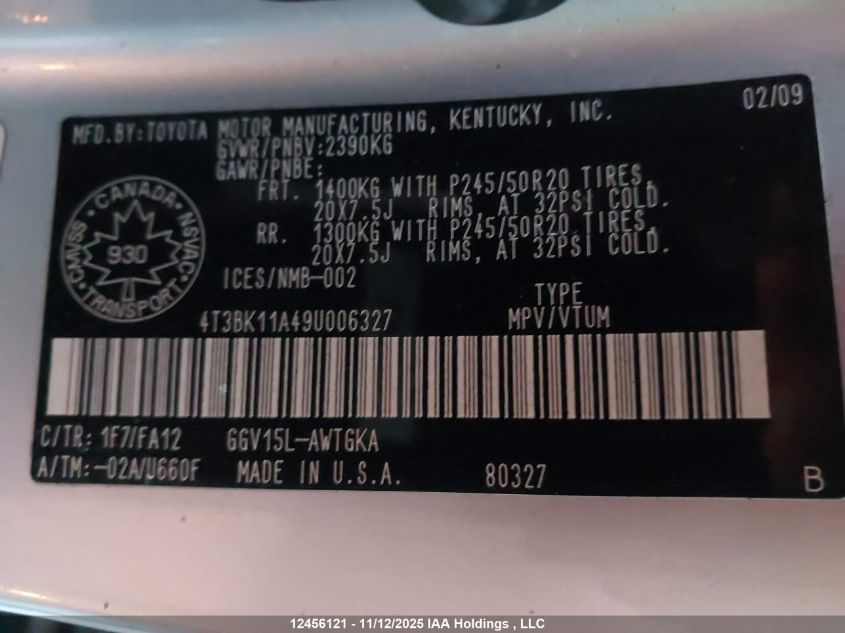 02/09
MFD.BY:TOYOTA MOTOR MANUFACTURING, KENTUCKY, INC.
GVWR/PNBV:2390KG
GAWR/PNBE:
FRT. 1400KG WITH P245/50R20 TIRES,
20X7.5J RIMS, AT 32PSI COLD.
RR. 1300KG WITH P245/50R20 TIRES,
20X7.5J RIMS, AT 32PSI COLD.
CANADA
CMVSS NSVAC
930
TRANSPORT
ICES/NMB-002
TYPE
4T3BK11A49U006327 MPV/VTUM
C/TR: 1F7/FA12 GGV15L-AWTGKA
A/TM: -02A/U660F MADE IN U.S.A. 80327 B
12456121 - 11/12/2025 IAA Holdings , LLC